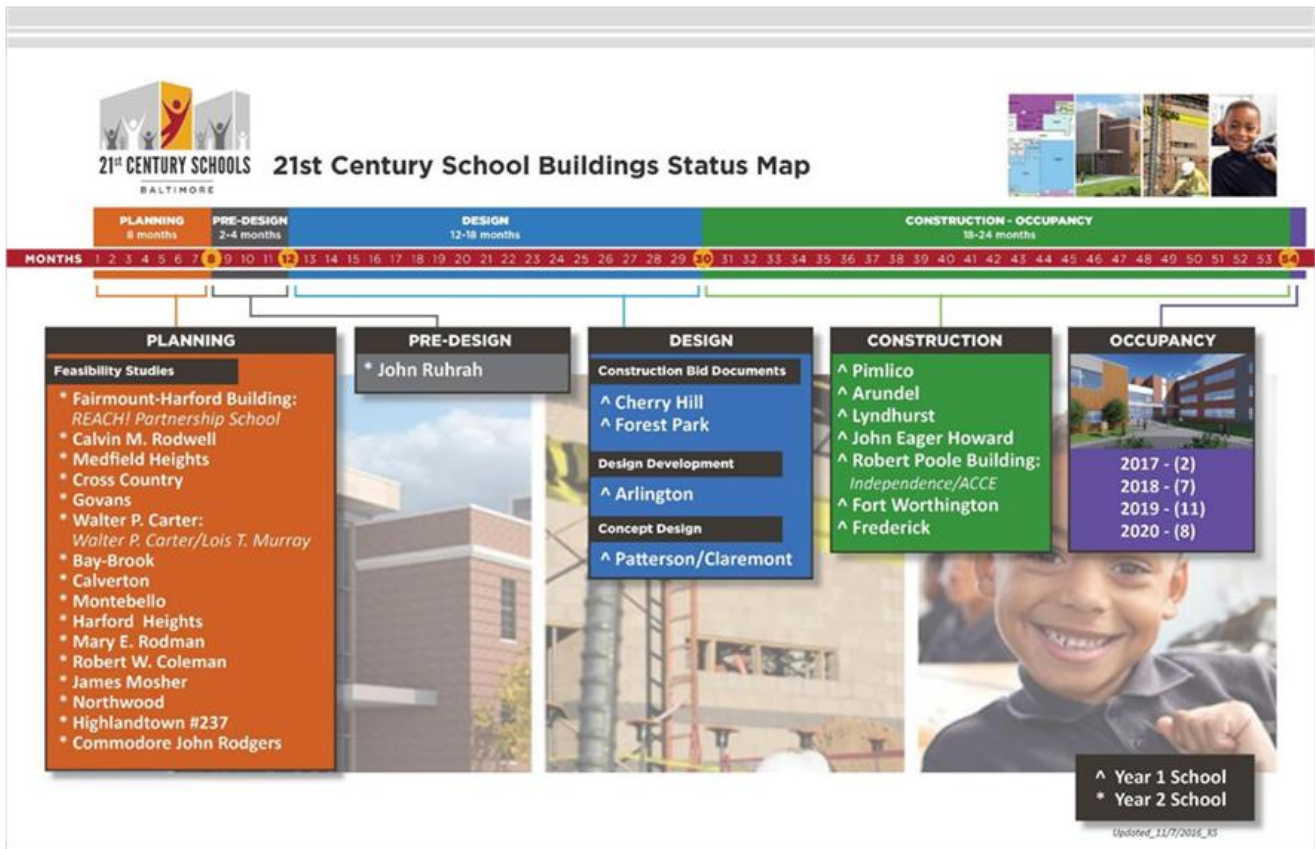 21st CENTURY SCHOOLS
BALTIMORE
21st Century School Buildings Status Map
PLANNING
8 months
PRE-DESIGN
2-4 months
DESIGN
12-18 months
CONSTRUCTION - OCCUPANCY
18-24 months
MONTHS 1 2 3 4 5 6 7 8 9 10 11 12 13 14 15 16 17 18 19 20 21 22 23 24 25 26 27 28 29 30 31 32 33 34 35 36 37 38 39 40 41 42 43 44 45 46 47 48 49 50 51 52 53 54
PLANNING
Feasibility Studies
* Fairmount-Harford Building:
REACH! Partnership School
* Calvin M. Rodwell
* Medfield Heights
* Cross Country
* Govans
* Walter P. Carter:
Walter P. Carter/Lois T. Murray
* Bay-Brook
* Calverton
* Montebello
* Harford Heights
* Mary E. Rodman
* Robert W. Coleman
* James Mosher
* Northwood
* Highlandtown #237
* Commodore John Rodgers
PRE-DESIGN
* John Ruhrah
DESIGN
Construction Bid Documents
^ Cherry Hill
^ Forest Park
Design Development
^ Arlington
Concept Design
^ Patterson/Claremont
CONSTRUCTION
^ Pimlico
^ Arundel
^ Lyndhurst
^ John Eager Howard
^ Robert Poole Building:
Independence/ACCE
^ Fort Worthington
^ Frederick
OCCUPANCY
2017 - (2)
2018 - (7)
2019 - (11)
2020 - (8)
^ Year 1 School
* Year 2 School
Updated_11/7/2016_KS